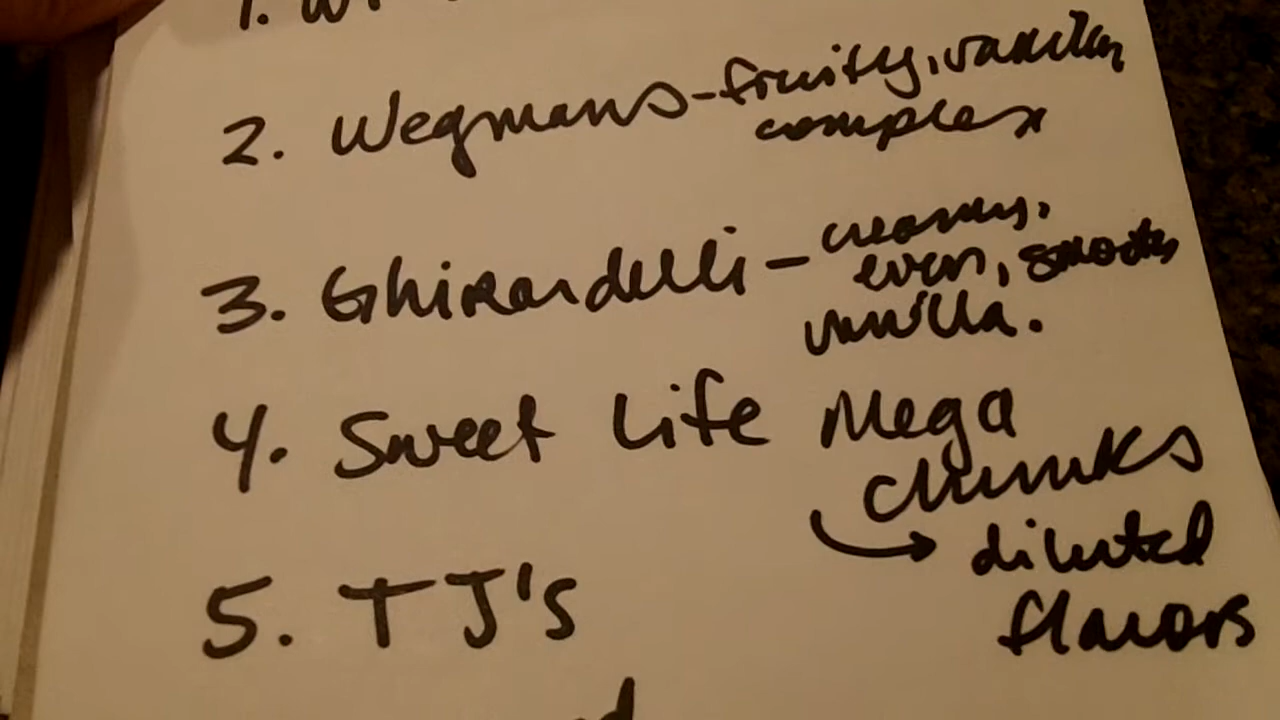 1. W
2. Wegmans - fruity, vanilla,
complex
3. Ghirardelli - creamy,
even, smooth,
vanilla.
4. Sweet Life Mega
chunks
→ diluted
flavors
5. TJ's